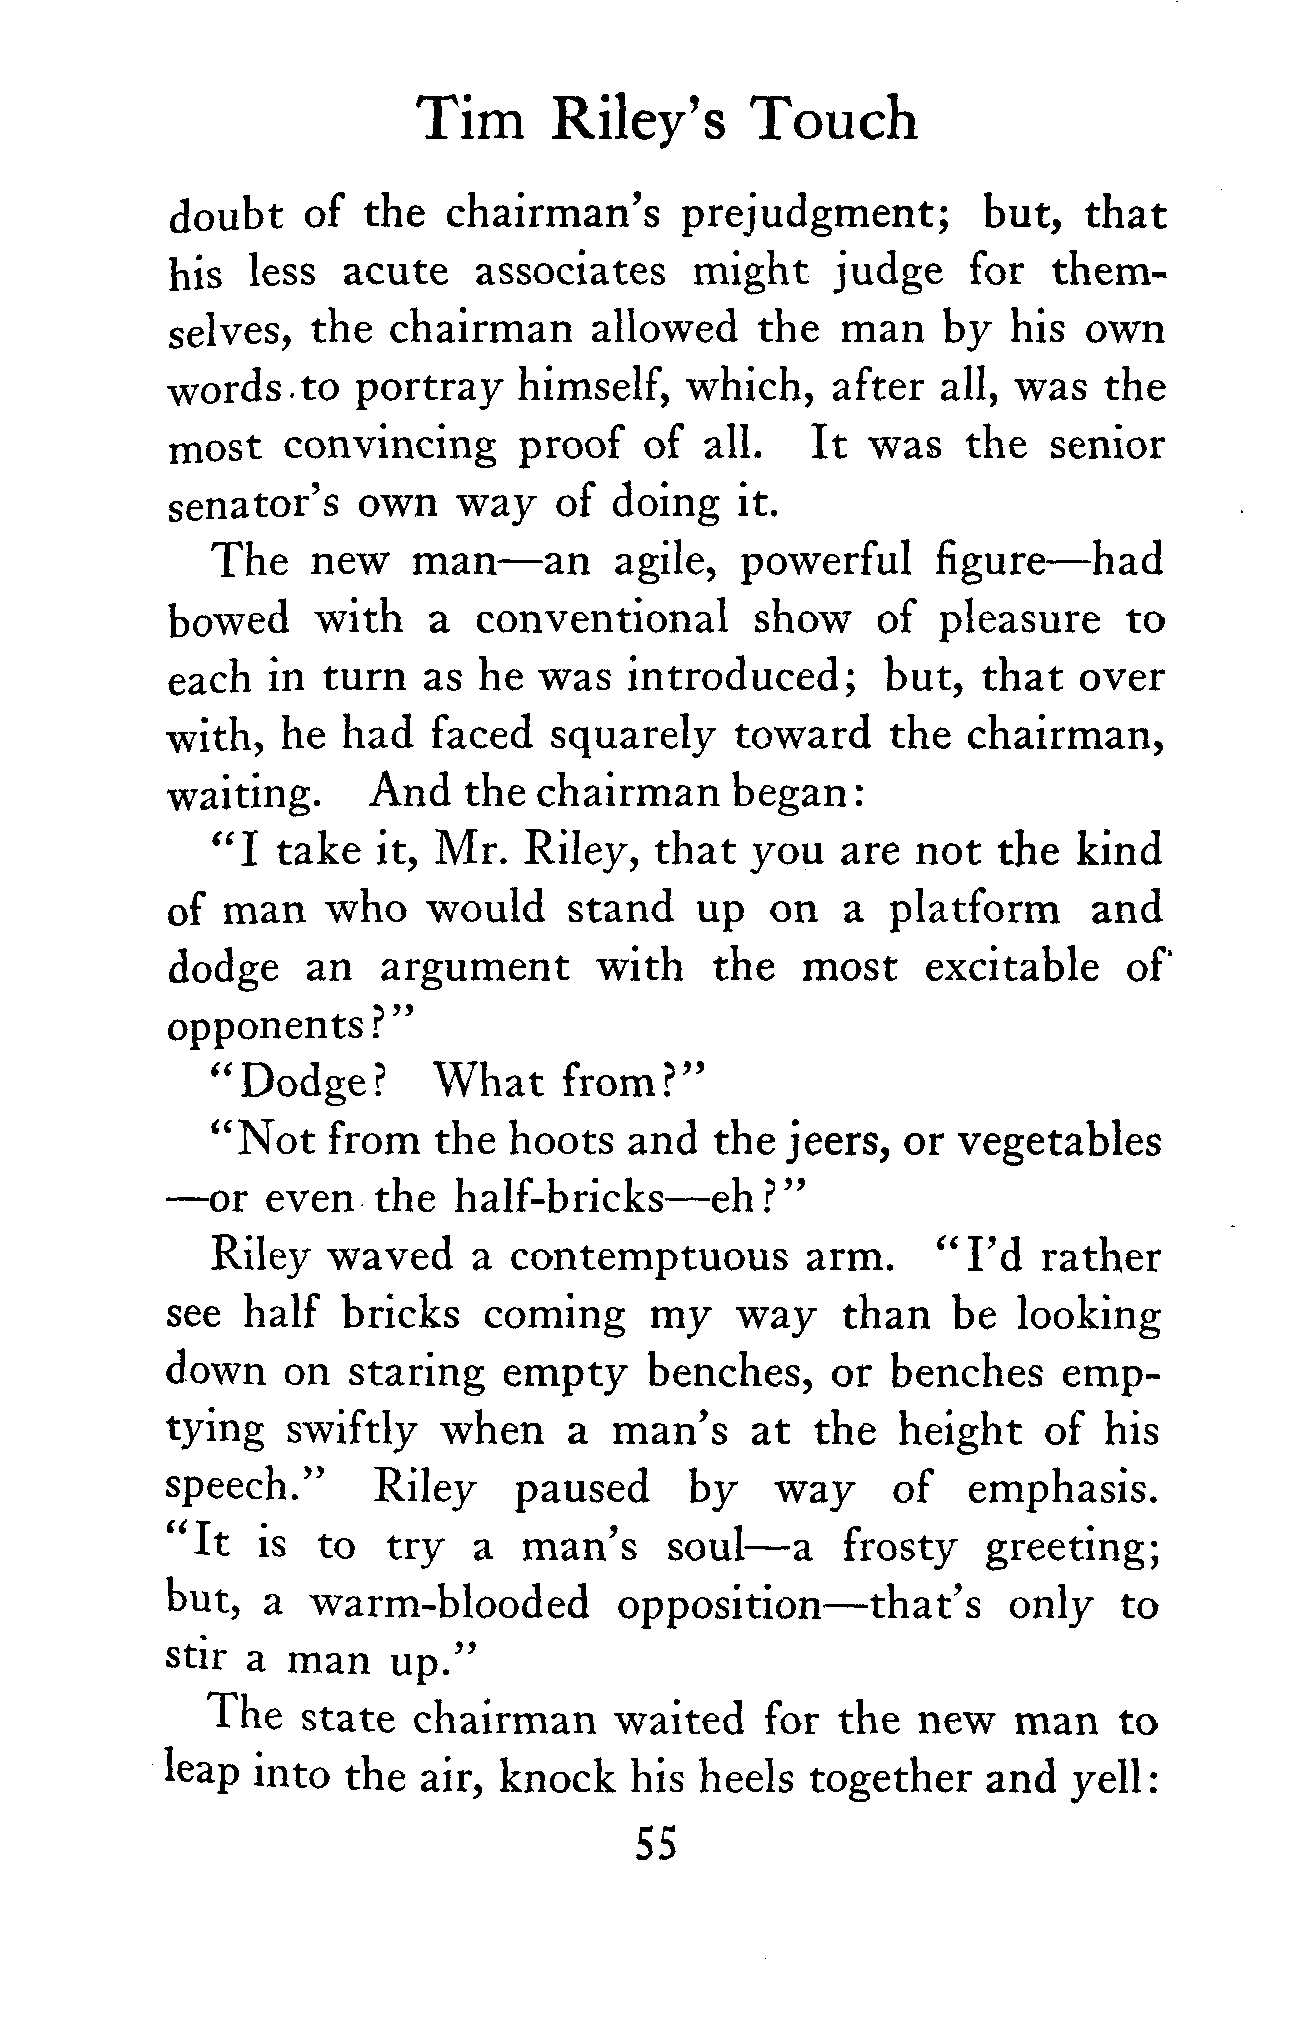 Tim Riley's Touch
doubt of the chairman's prejudgment; but, that
his less acute associates might judge for them-
selves, the chairman allowed the man by his own
words to portray himself, which, after all, was the
most convincing proof of all. It was the senior
senator's own way of doing it.
The new man—an agile, powerful figure—had
bowed with a conventional show of pleasure to
each in turn as he was introduced; but, that over
with, he had faced squarely toward the chairman,
waiting. And the chairman began:
"I take it, Mr. Riley, that you are not the kind
of man who would stand up on a platform and
dodge an argument with the most excitable of
opponents?"
"Dodge? What from?"
"Not from the hoots and the jeers, or vegetables
—or even the half-bricks—eh?"
Riley waved a contemptuous arm. "I'd rather
see half bricks coming my way than be looking
down on staring empty benches, or benches emp-
tying swiftly when a man's at the height of his
speech." Riley paused by way of emphasis.
"It is to try a man's soul—a frosty greeting;
but, a warm-blooded opposition—that's only to
stir a man up."
The state chairman waited for the new man to
leap into the air, knock his heels together and yell:
55